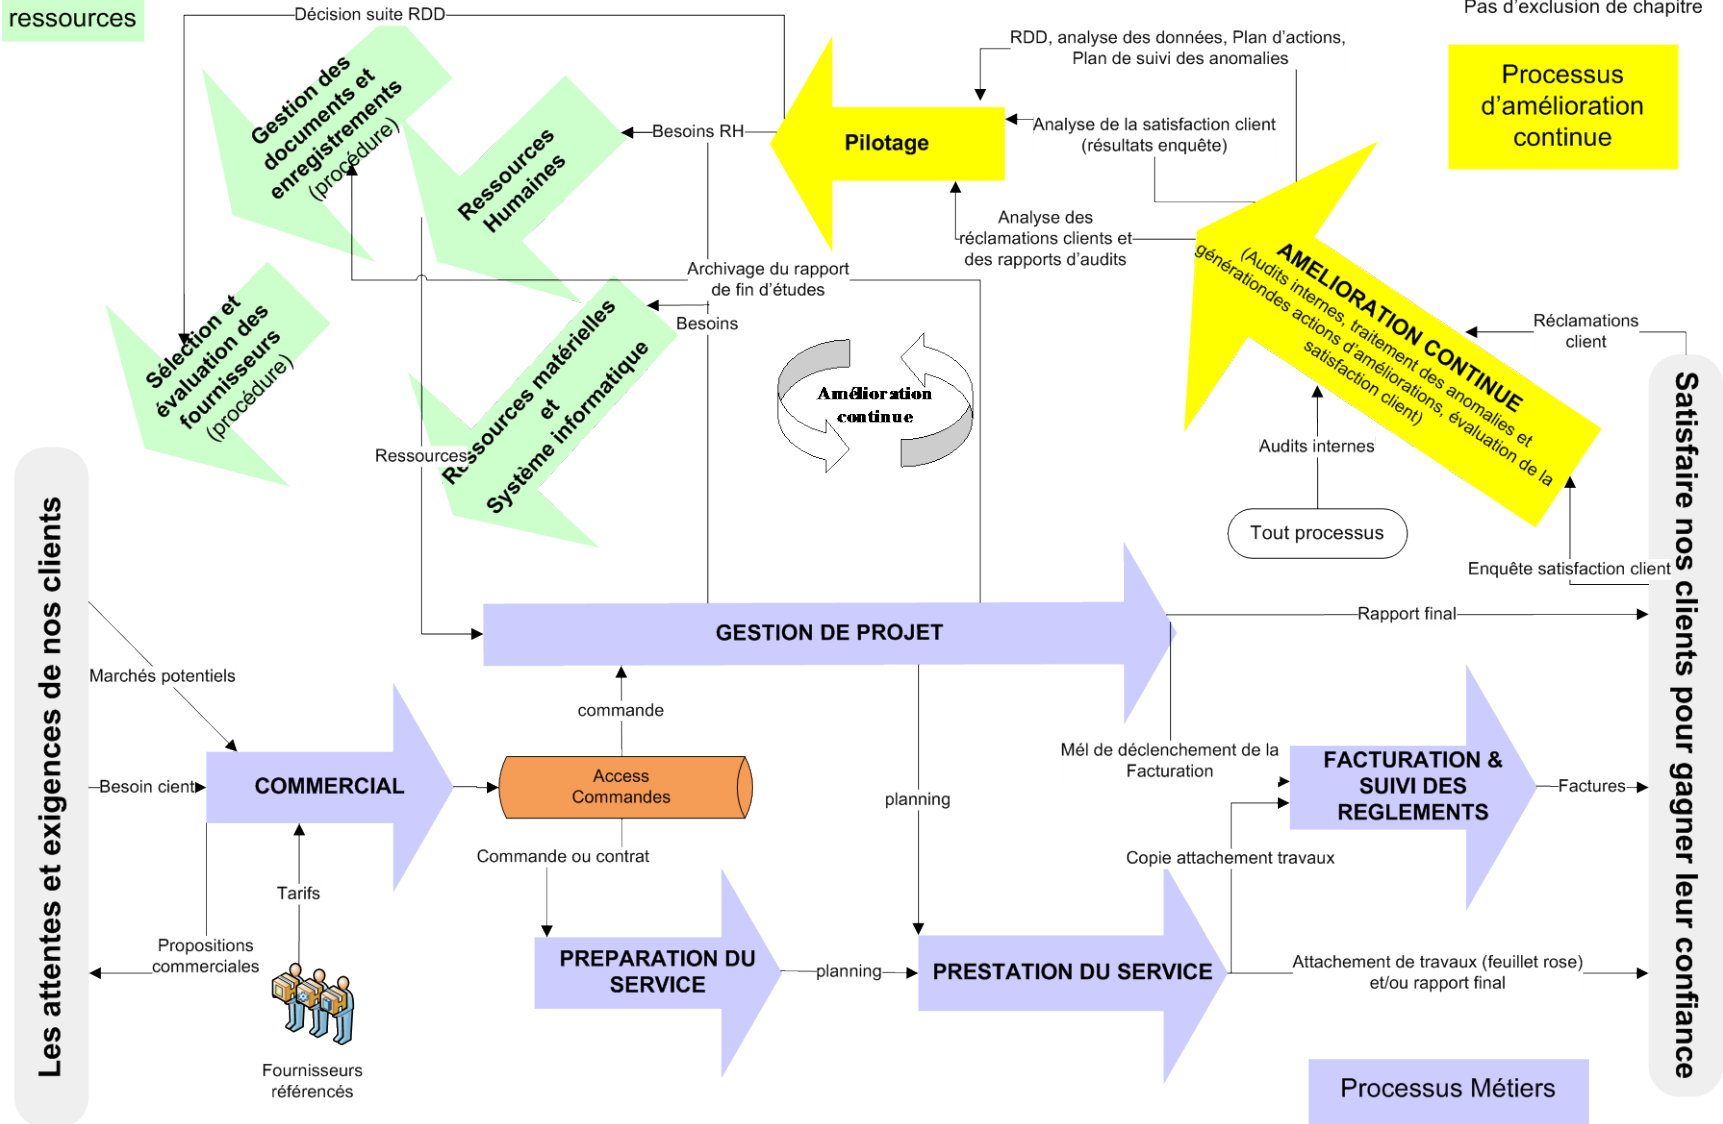 ressources
Décision suite RDD
Pas d'exclusion de chapitre
RDD, analyse des données, Plan d'actions,
Plan de suivi des anomalies
Processus
d'amélioration
continue
Gestion des
documents et
enregistrements
(procédure)
Ressources
Humaines
Besoins RH
Pilotage
Analyse de la satisfaction client
(résultats enquête)
Analyse des
réclamations clients et
des rapports d'audits
AMELIORATION CONTINUE
(Audits internes, traitement des anomalies et
générationdes actions d'améliorations, évaluation de la
satisfaction client)
Archivage du rapport
de fin d'études
Besoins
Sélection et
évaluation des
fournisseurs
(procédure)
Ressources matérielles
et
Système informatique
Amélioration
continue
Réclamations
client
Ressources
Audits internes
Tout processus
Enquête satisfaction client
Les attentes et exigences de nos clients
Satisfaire nos clients pour gagner leur confiance
GESTION DE PROJET
Rapport final
Marchés potentiels
commande
Mél de déclenchement de la
Facturation
Besoin cient
COMMERCIAL
Access
Commandes
planning
FACTURATION &
SUIVI DES
REGLEMENTS
Factures
Commande ou contrat
Copie attachement travaux
Tarifs
Propositions
commerciales
PREPARATION DU
SERVICE
planning
PRESTATION DU SERVICE
Attachement de travaux (feuillet rose)
et/ou rapport final
Fournisseurs
référencés
Processus Métiers